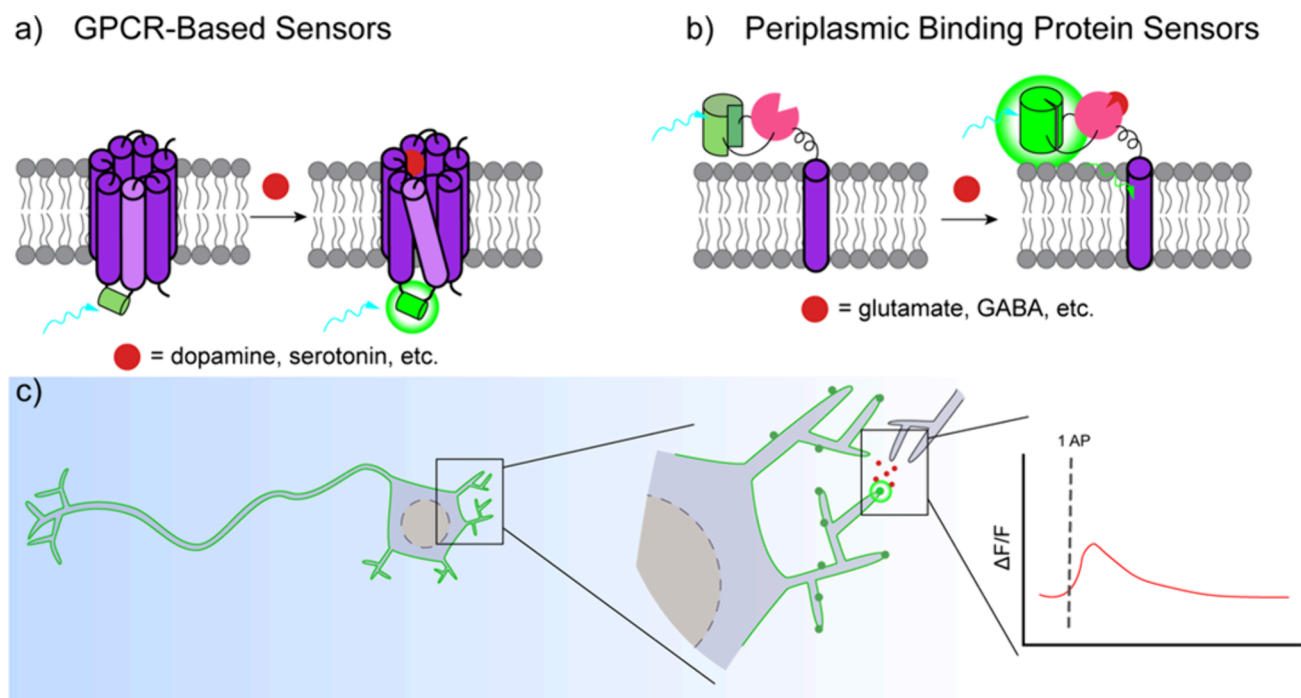 a) GPCR-Based Sensors
b) Periplasmic Binding Protein Sensors
= dopamine, serotonin, etc.
= glutamate, GABA, etc.
c)
1 AP
ΔF/F